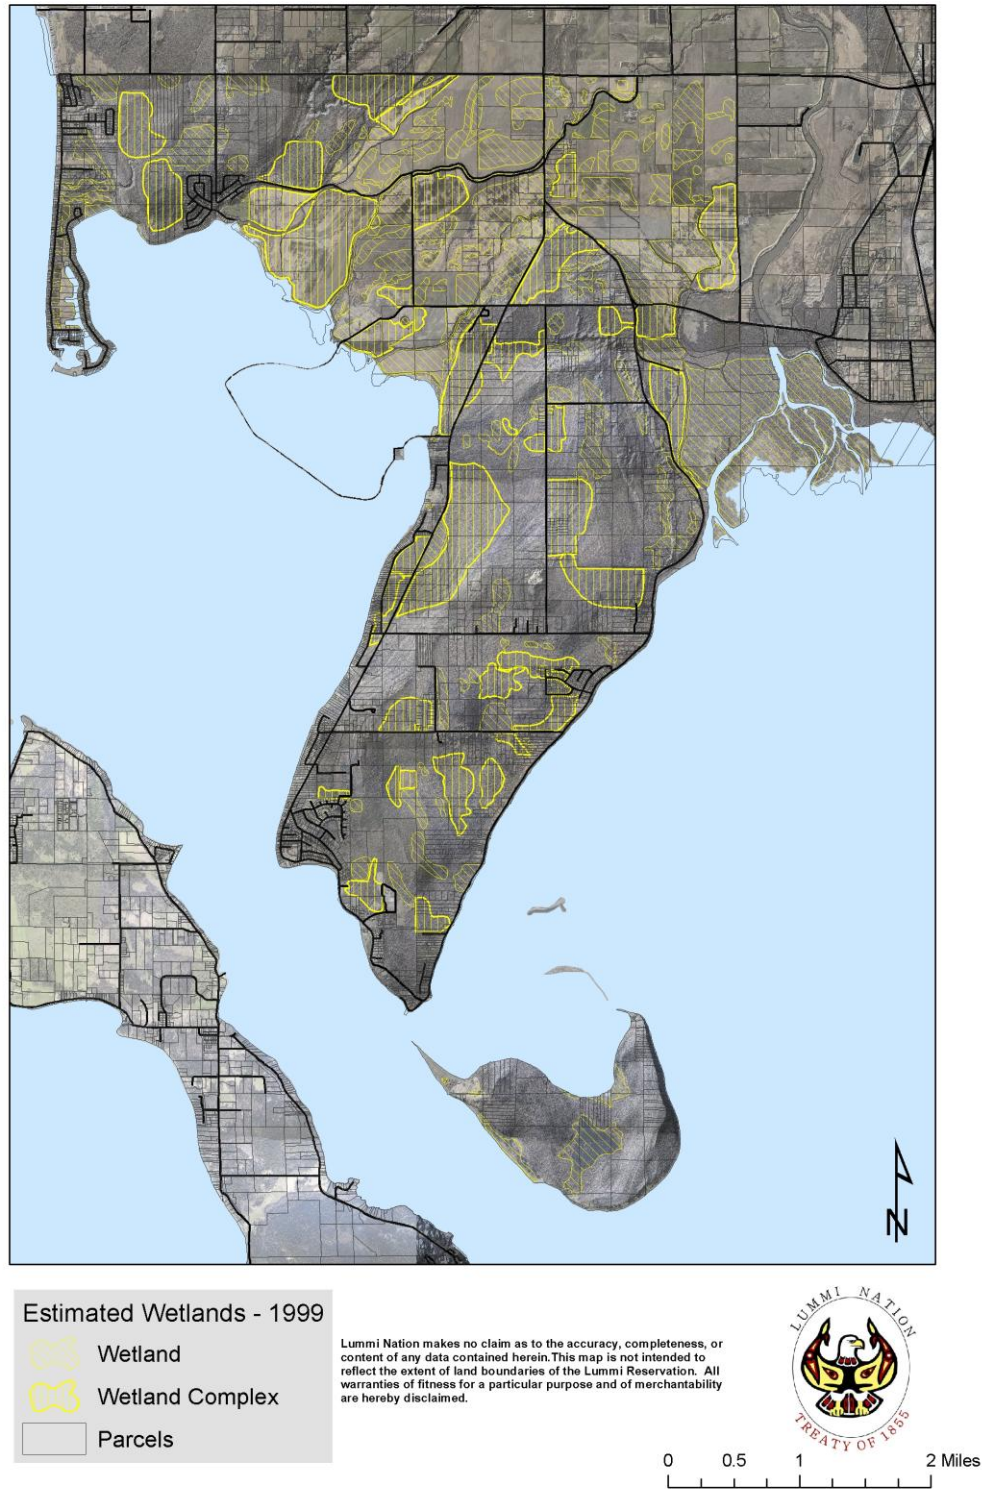 N
Estimated Wetlands - 1999
Wetland
Wetland Complex
Parcels
Lummi Nation makes no claim as to the accuracy, completeness, or
content of any data contained herein.This map is not intended to
reflect the extent of land boundaries of the Lummi Reservation. All
warranties of fitness for a particular purpose and of merchantability
are hereby disclaimed.
LUMMI NATION
TREATY OF 1855
0 0.5 1 2 Miles